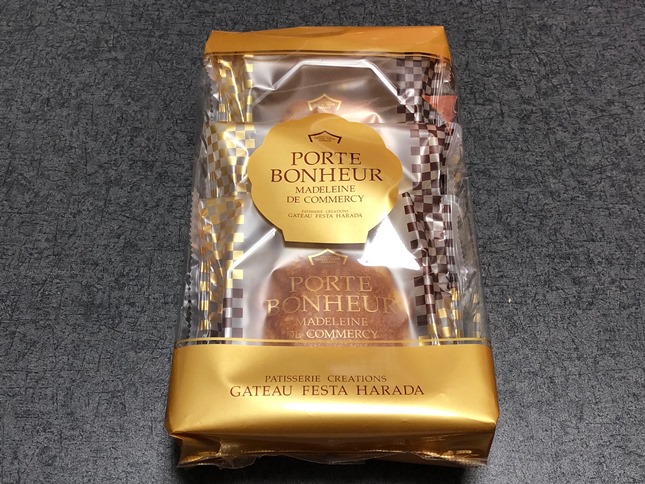 PORTE
BONHEUR
MADELEINE
DE COMMERCY
PATISSERIE CREATIONS
GATEAU FESTA HARADA
PORTE
BONHEUR
MADELEINE
DE COMMERCY
PATISSERIE CREATIONS
GATEAU FESTA HARADA